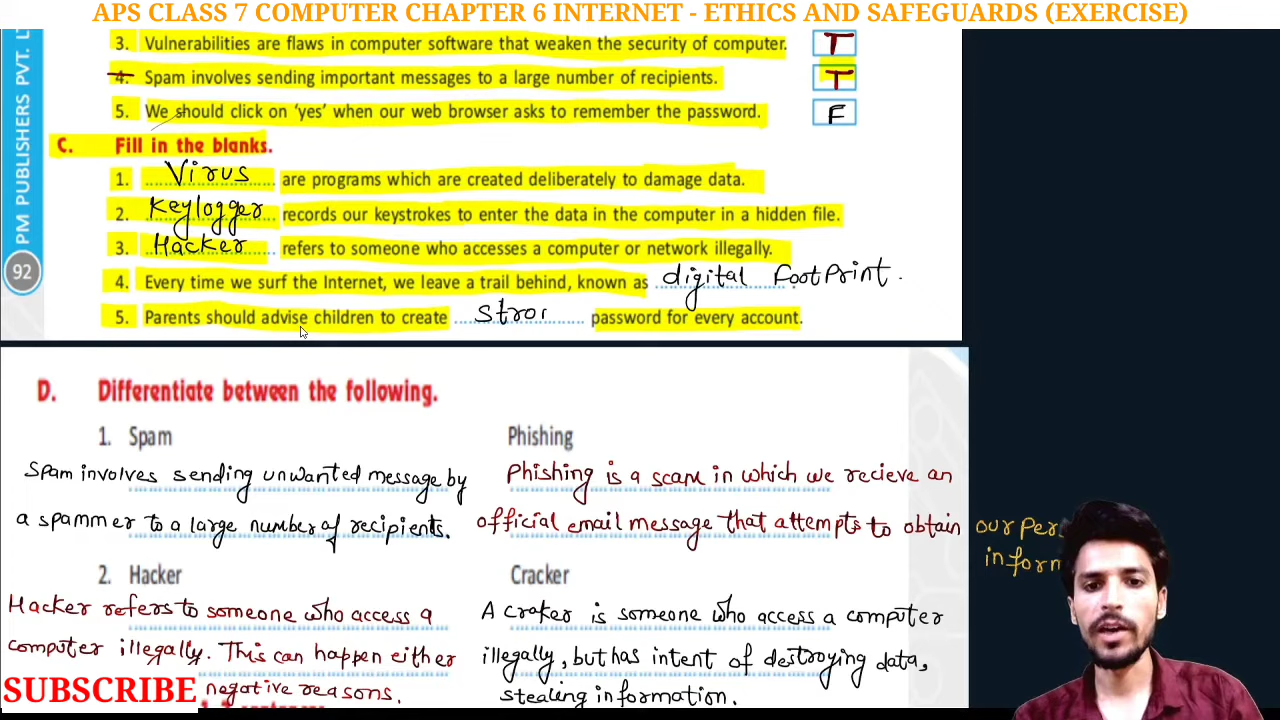 APS CLASS 7 COMPUTER CHAPTER 6 INTERNET - ETHICS AND SAFEGUARDS (EXERCISE)
3. Vulnerabilities are flaws in computer software that weaken the security of computer. T
4. Spam involves sending important messages to a large number of recipients. T
5. We should click on 'yes' when our web browser asks to remember the password. F
C. Fill in the blanks.
1. Virus are programs which are created deliberately to damage data.
2. Keylogger records our keystrokes to enter the data in the computer in a hidden file.
3. Hacker refers to someone who accesses a computer or network illegally.
4. Every time we surf the Internet, we leave a trail behind, known as digital FootPrint.
5. Parents should advise children to create stron password for every account.
PM PUBLISHERS PVT.
92
D. Differentiate between the following.
1. Spam Phishing
Spam involves sending unwanted message by Phishing is a scam in which we recieve an
a spammer to a large number of recipients. official email message that attempts to obtain our
inform
2. Hacker Cracker
Hacker refers to someone who access a A craker is someone who access a computer
computer illegally. This can happen either illegally, but has intent of destroying data,
negative reasons. stealing information.
SUBSCRIBE